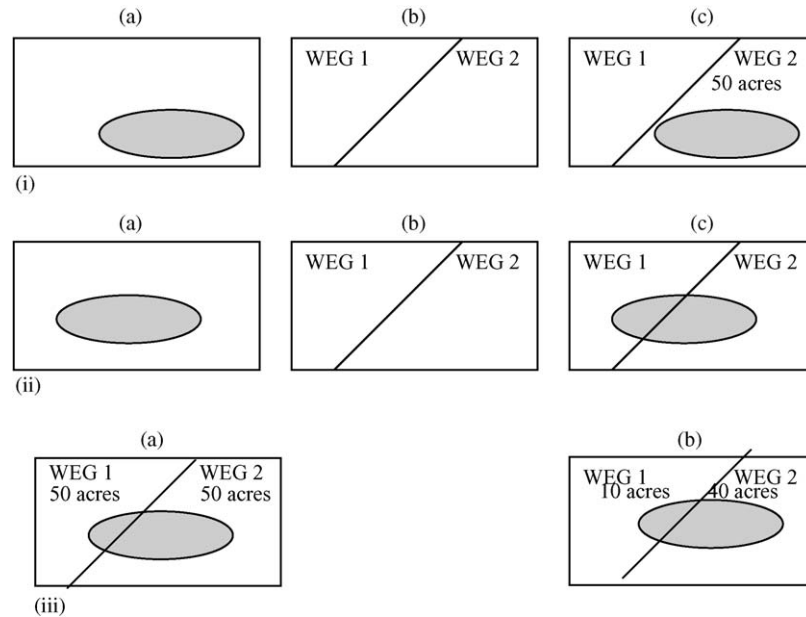 (a) (b) (c)
WEG 1 WEG 2 WEG 1 WEG 2
50 acres
(i)
(a) (b) (c)
WEG 1 WEG 2 WEG 1 WEG 2
(ii)
(a) (b)
WEG 1 WEG 2 WEG 1 WEG 2
50 acres 50 acres 10 acres 40 acres
(iii)